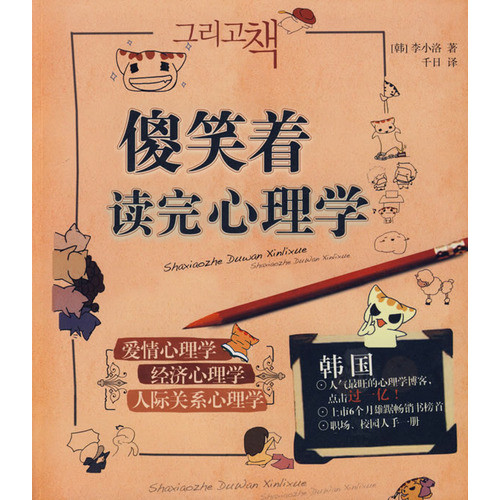 그리고책
[韩] 李小洛 著
千日 译
傻笑着
读完心理学
Shaxiaozhe Duwan Xinlixue
Shaxiaozhe Duwan Xinlixue
爱情心理学
经济心理学
人际关系心理学
韩国
人气最旺的心理学博客,
点击过一亿!
上市6个月雄踞畅销书榜首
职场、校园人手一册
Shaxiaozhe Duwan Xinlixue
Shaxiaozhe Duwan Xinlixue